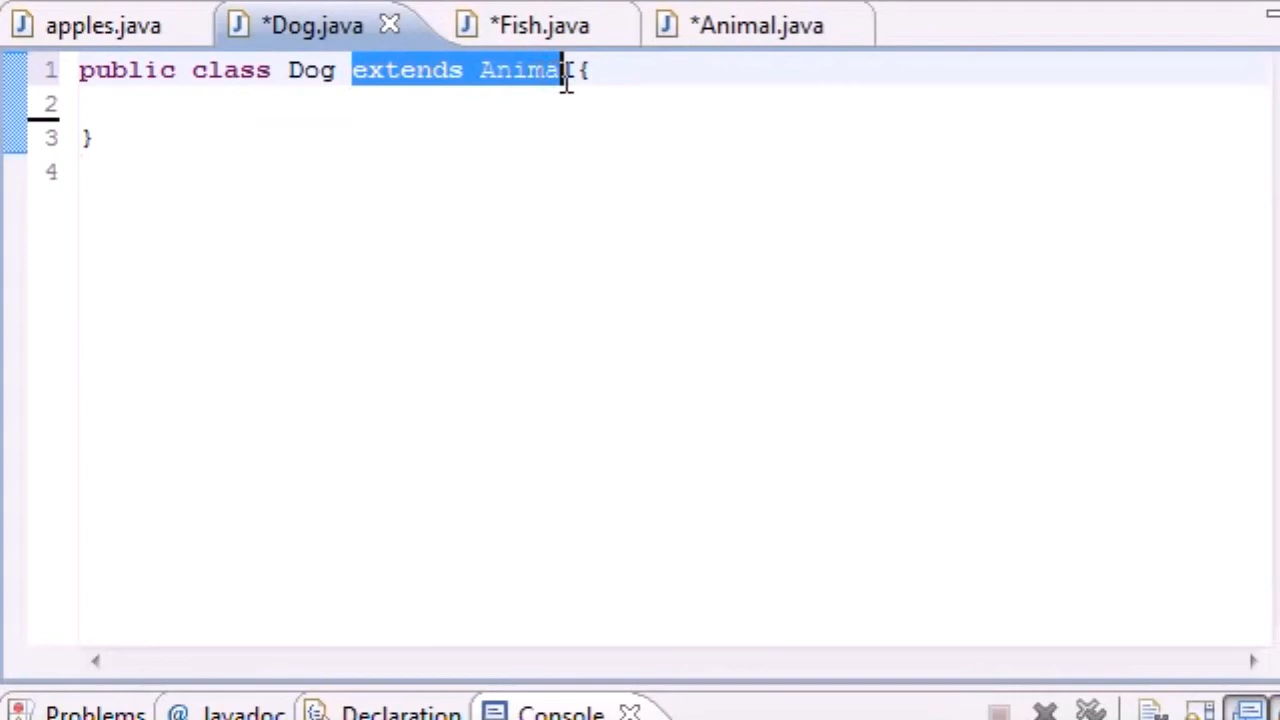 apples.java *Dog.java *Fish.java *Animal.java
1 public class Dog extends Animal{
2
3 }
4
Problems @ Javadoc Declaration Console